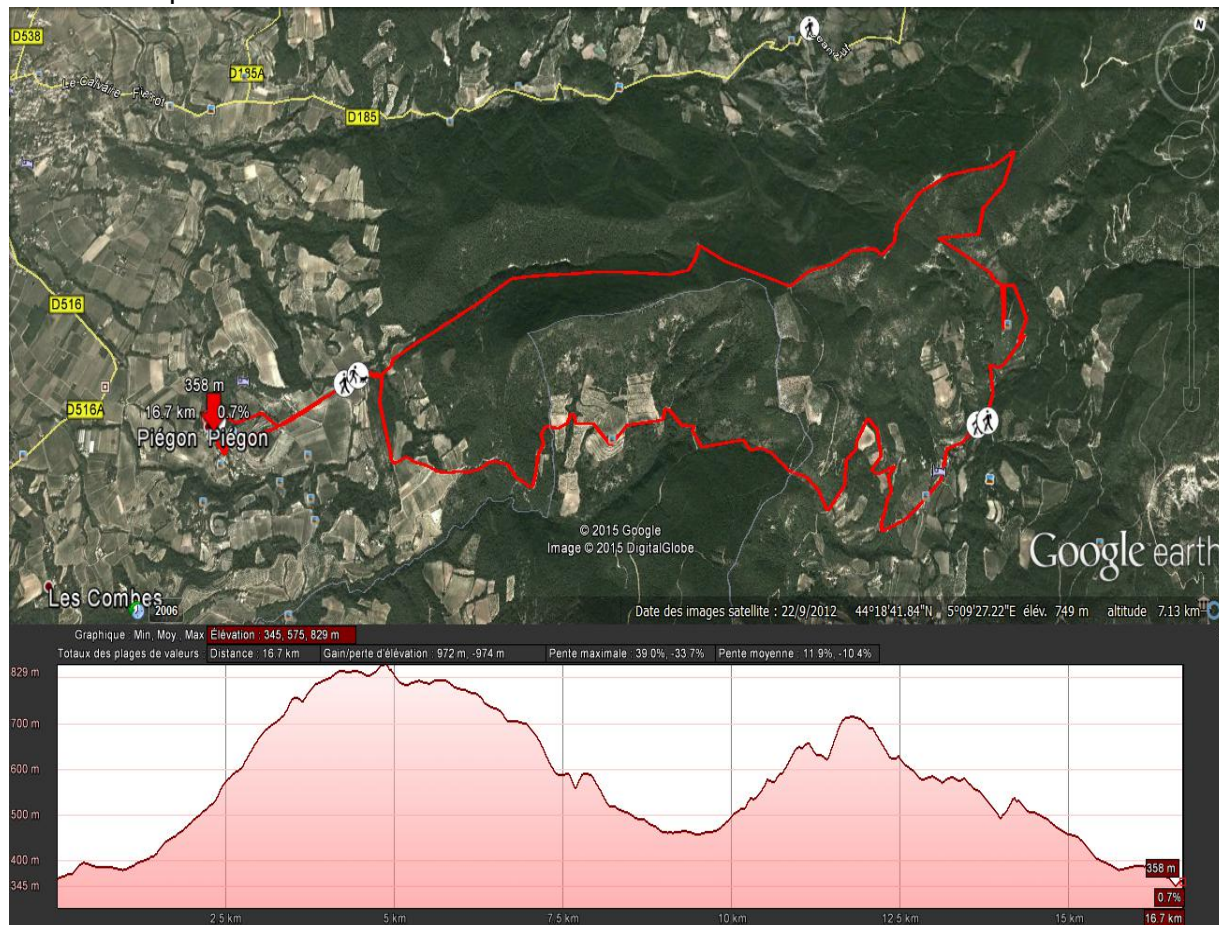 D538
D185A
Le Calvaire
D185
D516
358 m
16.7 km 0.7%
D516A
Piégon Piégon
© 2015 Google
Image © 2015 DigitalGlobe
Google earth
Les Combes
2006
Date des images satellite : 22/9/2012 44°18'41.84"N 5°09'27.22"E élév. 749 m altitude 7.13 km
N
Graphique : Min, Moy., Max Élévation : 345, 575, 829 m
Totaux des plages de valeurs : Distance : 16.7 km Gain/perte d'élévation : 972 m, -974 m Pente maximale : 39.0%, -33.7% Pente moyenne : 11.9%, -10.4%
829 m
700 m
600 m
500 m
400 m
345 m
358 m
0.7%
2.5 km 5 km 7.5 km 10 km 12.5 km 15 km 16.7 km